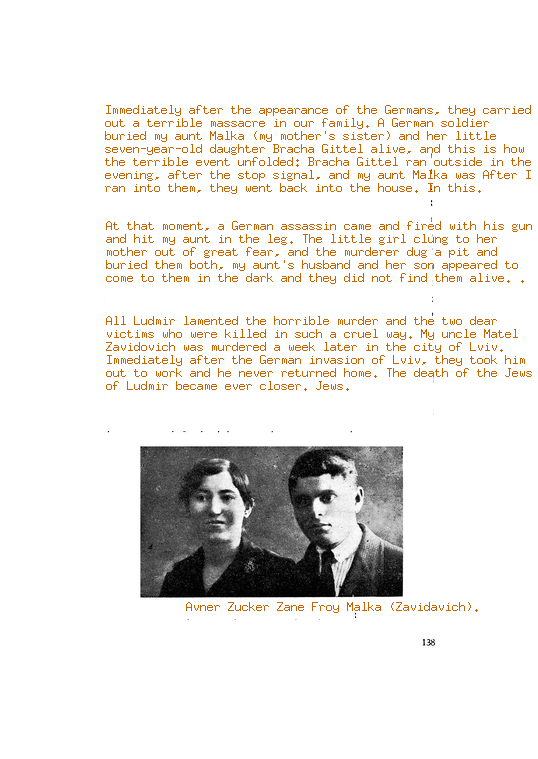 Immediately after the appearance of the Germans, they carried
out a terrible massacre in our family. A German soldier
buried my aunt Malka (my mother's sister) and her little
seven-year-old daughter Bracha Gittel alive, and this is how
the terrible event unfolded: Bracha Gittel ran outside in the
evening, after the stop signal, and my aunt Malka was After I
ran into them, they went back into the house. In this.
At that moment, a German assassin came and fired with his gun
and hit my aunt in the leg. The little girl clung to her
mother out of great fear, and the murderer dug a pit and
buried them both, my aunt's husband and her son appeared to
come to them in the dark and they did not find them alive. .
All Ludmir lamented the horrible murder and the two dear
victims who were killed in such a cruel way. My uncle Matel
Zavidovich was murdered a week later in the city of Lviv.
Immediately after the German invasion of Lviv, they took him
out to work and he never returned home. The death of the Jews
of Ludmir became ever closer. Jews.
Avner Zucker Zane Froy Malka (Zavidavich).
138